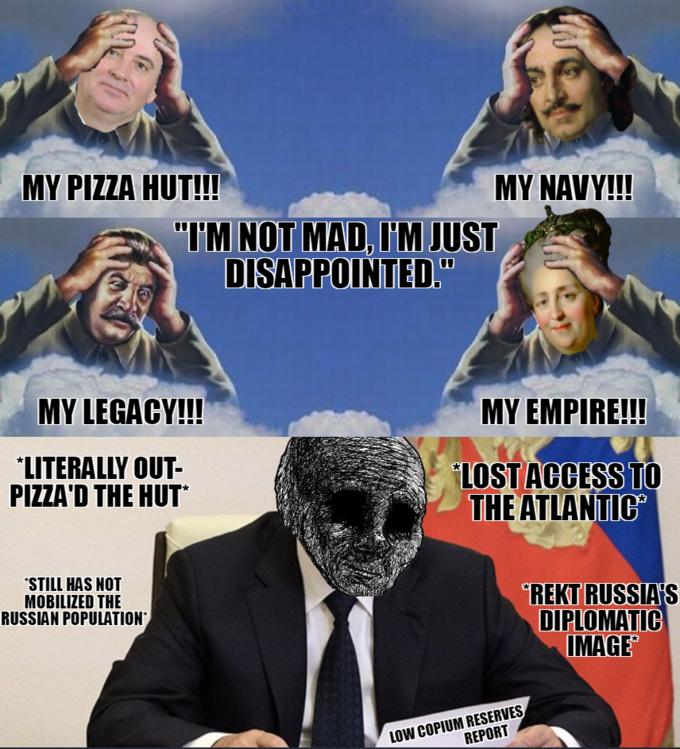 MY PIZZA HUT!!!
MY NAVY!!!
"I'M NOT MAD, I'M JUST
DISAPPOINTED."
MY LEGACY!!!
MY EMPIRE!!!
*LITERALLY OUT-
PIZZA'D THE HUT*
*LOST ACCESS TO
THE ATLANTIC*
*STILL HAS NOT
MOBILIZED THE
RUSSIAN POPULATION*
*REKT RUSSIA'S
DIPLOMATIC
IMAGE*
LOW COPIUM RESERVES
REPORT